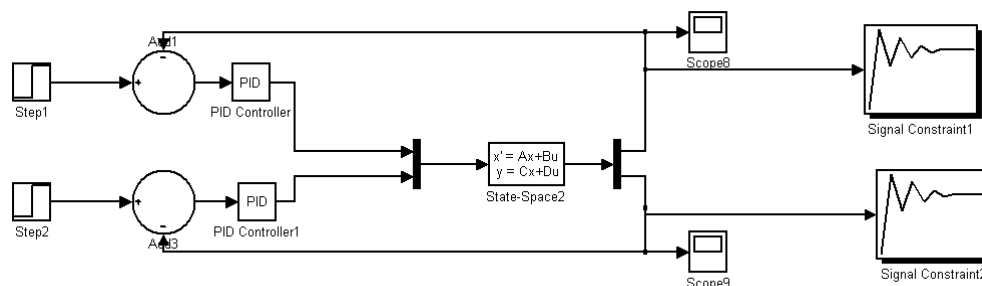 Add1
Step1
+
-
PID
PID Controller
Scope8
Signal Constraint1
x' = Ax+Bu
y = Cx+Du
State-Space2
Step2
+
-
Add3
PID
PID Controller1
Scope9
Signal Constraint2